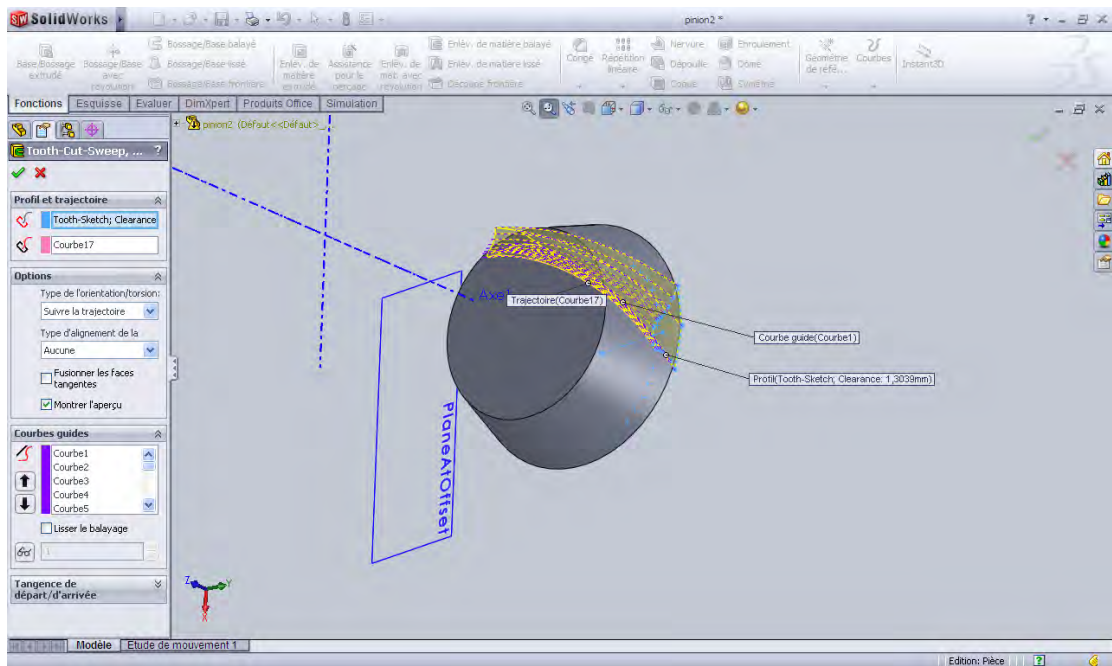 SolidWorks
pinion2 *
Base/Bossage extrudé
Bossage/Base avec révolution
Bossage/Base balayé
Bossage/Base lissé
Bossage/Base frontière
Enlèv. de matière extrudé
Assistance pour le perçage
Enlèv. de mat. avec révolution
Enlèv. de matière balayé
Enlèv. de matière lissé
Découpe frontière
Congé
Répétition linéaire
Nervure
Dépouille
Coque
Enroulement
Dôme
Symétrie
Géométrie de réfé...
Courbes
Instant3D
Fonctions
Esquisse
Evaluer
DimXpert
Produits Office
Simulation
pinion2 (Défaut<<Défaut>_
Tooth-Cut-Sweep, ... ?
Profil et trajectoire
Tooth-Sketch; Clearance
Courbe17
Options
Type de l'orientation/torsion:
Suivre la trajectoire
Type d'alignement de la
Aucune
Fusionner les faces
tangentes
Montrer l'aperçu
Courbes guides
Courbe1
Courbe2
Courbe3
Courbe4
Courbe5
Lisser le balayage
1
Tangence de
départ/d'arrivée
Axe1
Trajectoire(Courbe17)
Courbe guide(Courbe1)
Profil(Tooth-Sketch; Clearance: 1,3039mm)
PlaneAtOffset
Z
Y
X
Modèle
Etude de mouvement 1
Edition: Pièce